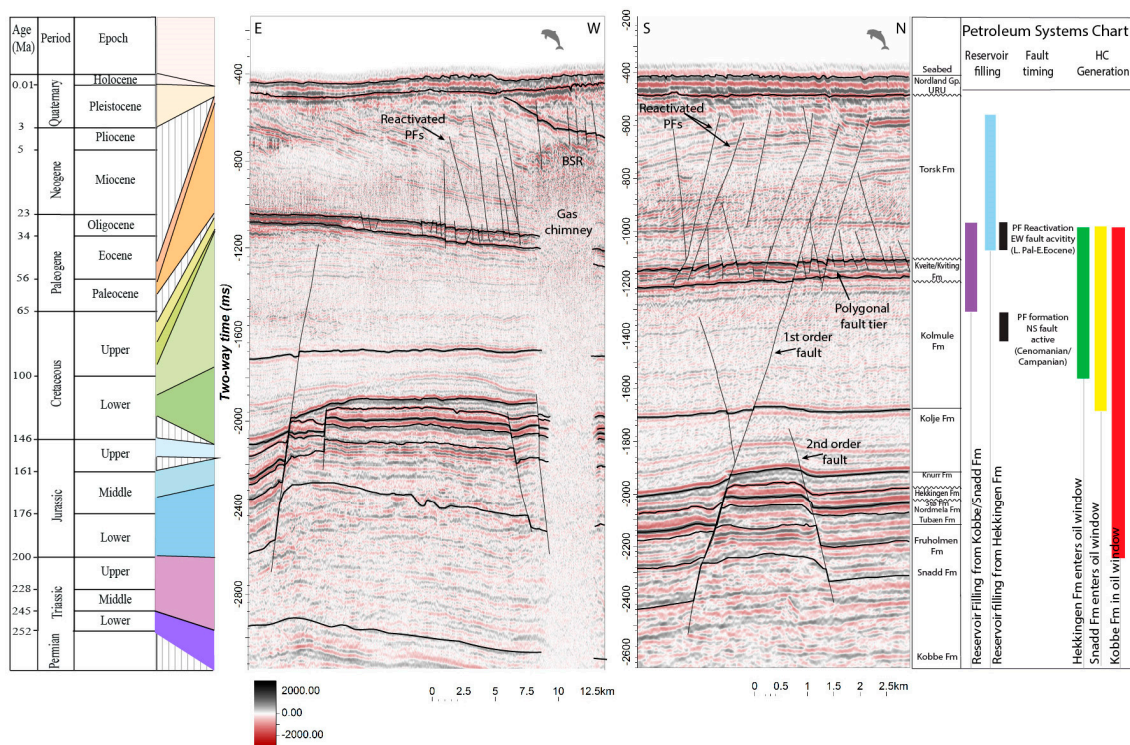 Age
(Ma)
Period
Epoch
0.01
3
5
23
34
56
65
100
146
161
176
200
228
245
252
Quaternary
Neogene
Paleogene
Cretaceous
Jurassic
Triassic
Permian
Holocene
Pleistocene
Pliocene
Miocene
Oligocene
Eocene
Paleocene
Upper
Lower
Upper
Middle
Lower
Upper
Middle
Lower
Two-way time (ms)
-400
-800
-1200
-1600
-2000
-2400
-2800
E
W
Reactivated
PFs
BSR
Gas
chimney
2000.00
0.00
-2000.00
0 2.5 5 7.5 10 12.5km
-200
-400
-600
-800
-1000
-1200
-1400
-1600
-1800
-2000
-2200
-2400
-2600
S
N
Reactivated
PFs
Polygonal
fault tier
1st order
fault
2nd order
fault
0 0.5 1 1.5 2 2.5km
Seabed
Nordland Gp.
URU
Torsk Fm
Kveite/Kviting
Fm
Kolmule
Fm
Kolje Fm
Knurr Fm
Hekkingen Fm
Stø Fm
Nordmela Fm
Tubæn Fm
Fruholmen
Fm
Snadd Fm
Kobbe Fm
Petroleum Systems Chart
Reservoir
filling
Fault
timing
HC
Generation
PF Reactivation
EW fault acvitity
(L. Pal-E.Eocene)
PF formation
NS fault
active
(Cenomanian/
Campanian)
Reservoir Filling from Kobbe/Snadd Fm
Reservoir filling from Hekkingen Fm
Hekkingen Fm enters oil window
Snadd Fm enters oil window
Kobbe Fm in oil window